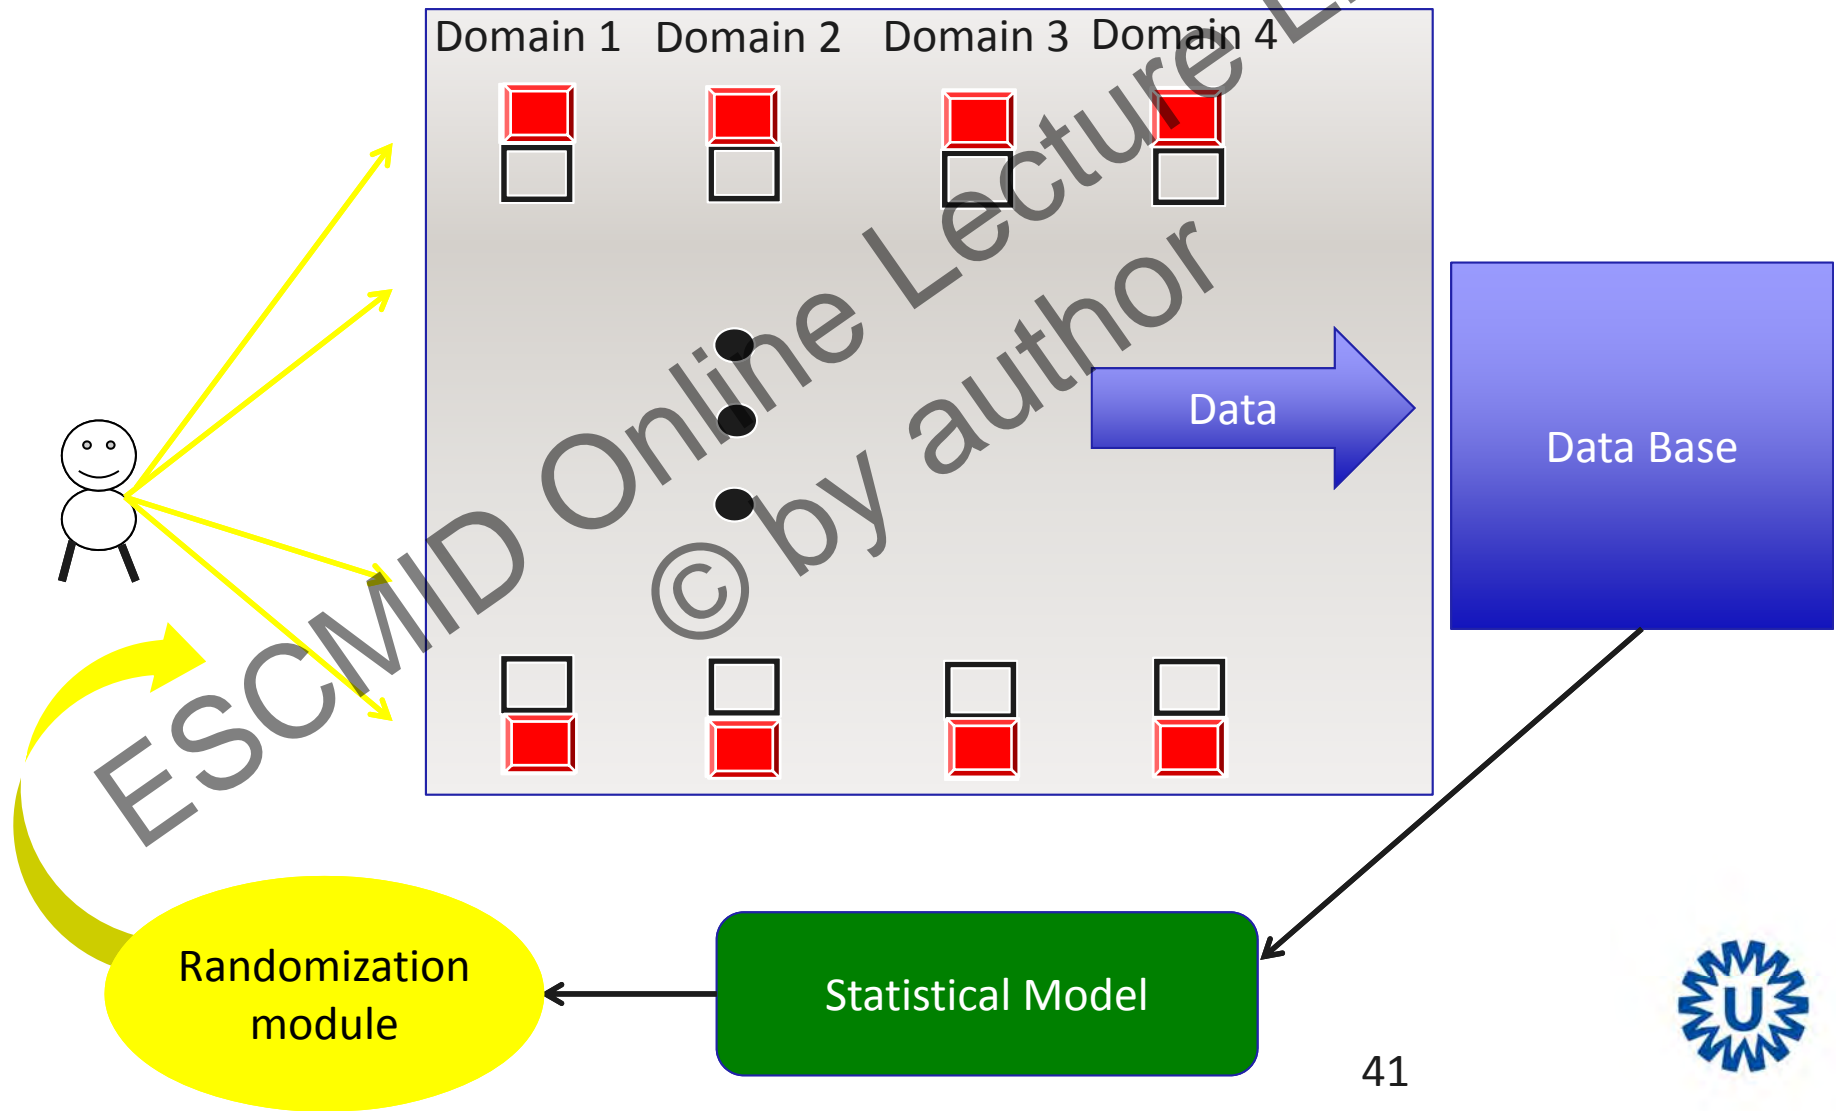 Domain 1 Domain 2 Domain 3 Domain 4
Data
Data Base
ESCMID Online Lecture
© by author
Randomization
module
Statistical Model
41
U